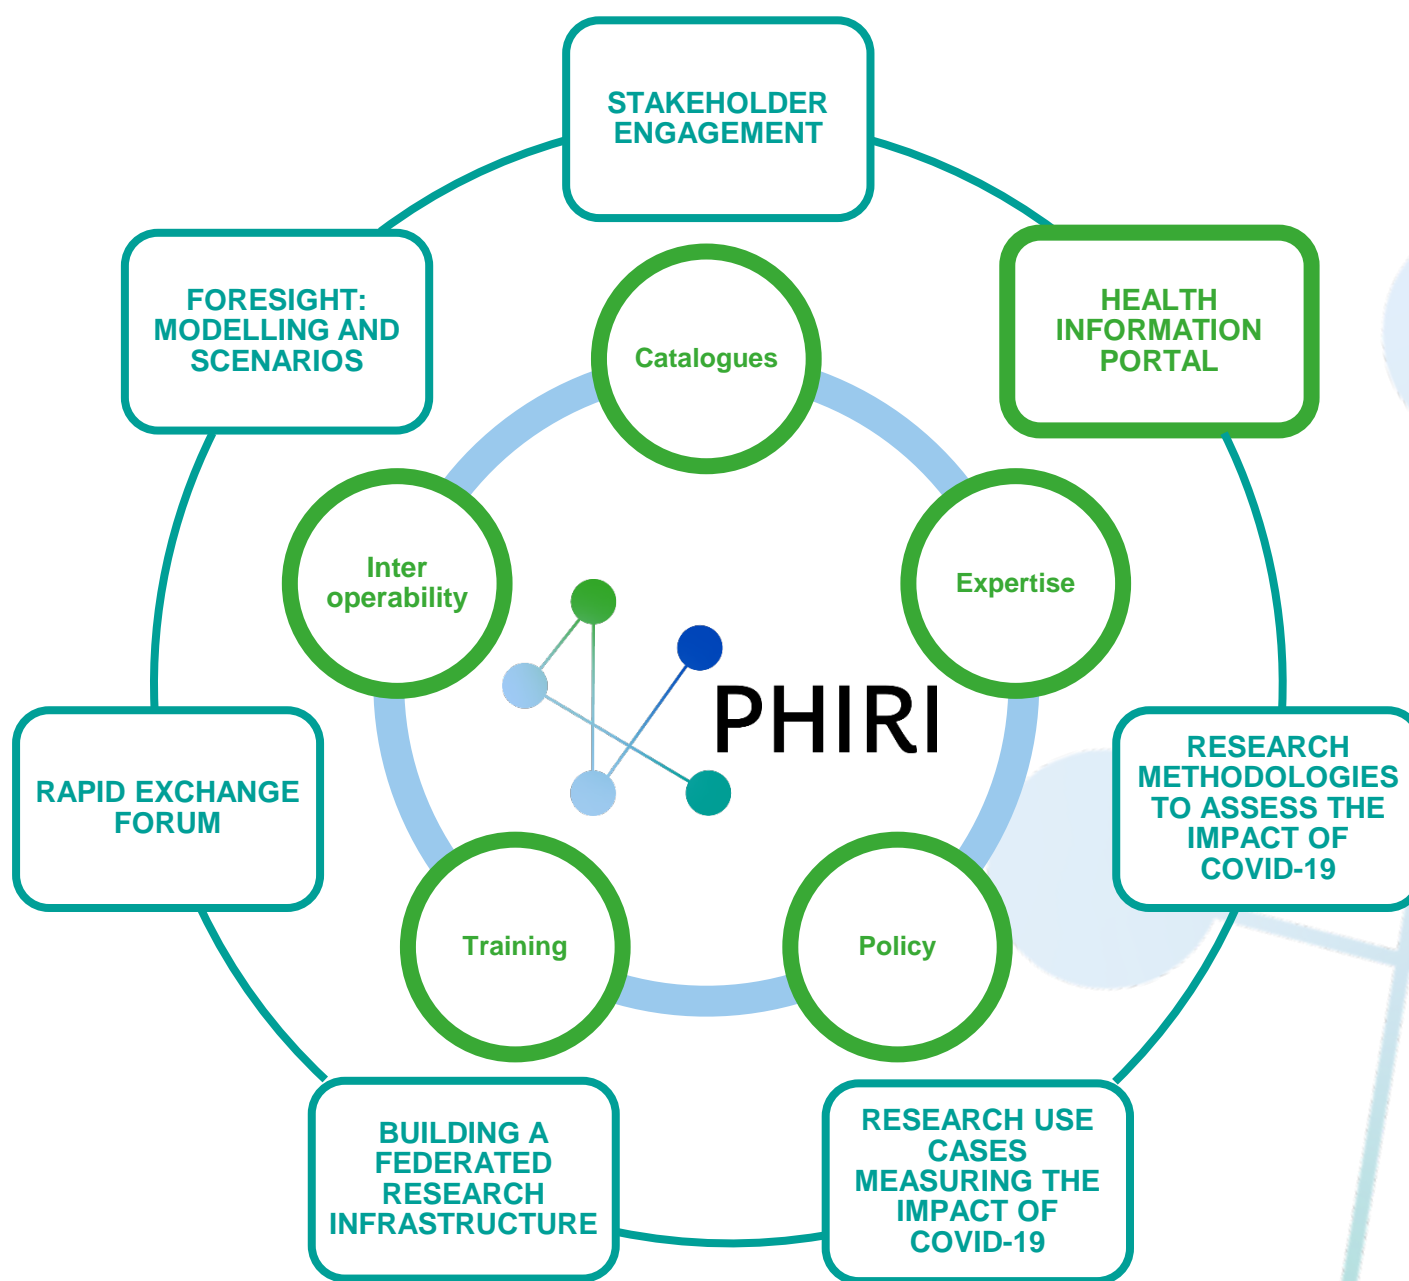 STAKEHOLDER
ENGAGEMENT
FORESIGHT:
MODELLING AND
SCENARIOS
HEALTH
INFORMATION
PORTAL
Catalogues
Inter
operability
Expertise
PHIRI
RAPID EXCHANGE
FORUM
RESEARCH
METHODOLOGIES
TO ASSESS THE
IMPACT OF
COVID-19
Training
Policy
BUILDING A
FEDERATED
RESEARCH
INFRASTRUCTURE
RESEARCH USE
CASES
MEASURING THE
IMPACT OF
COVID-19